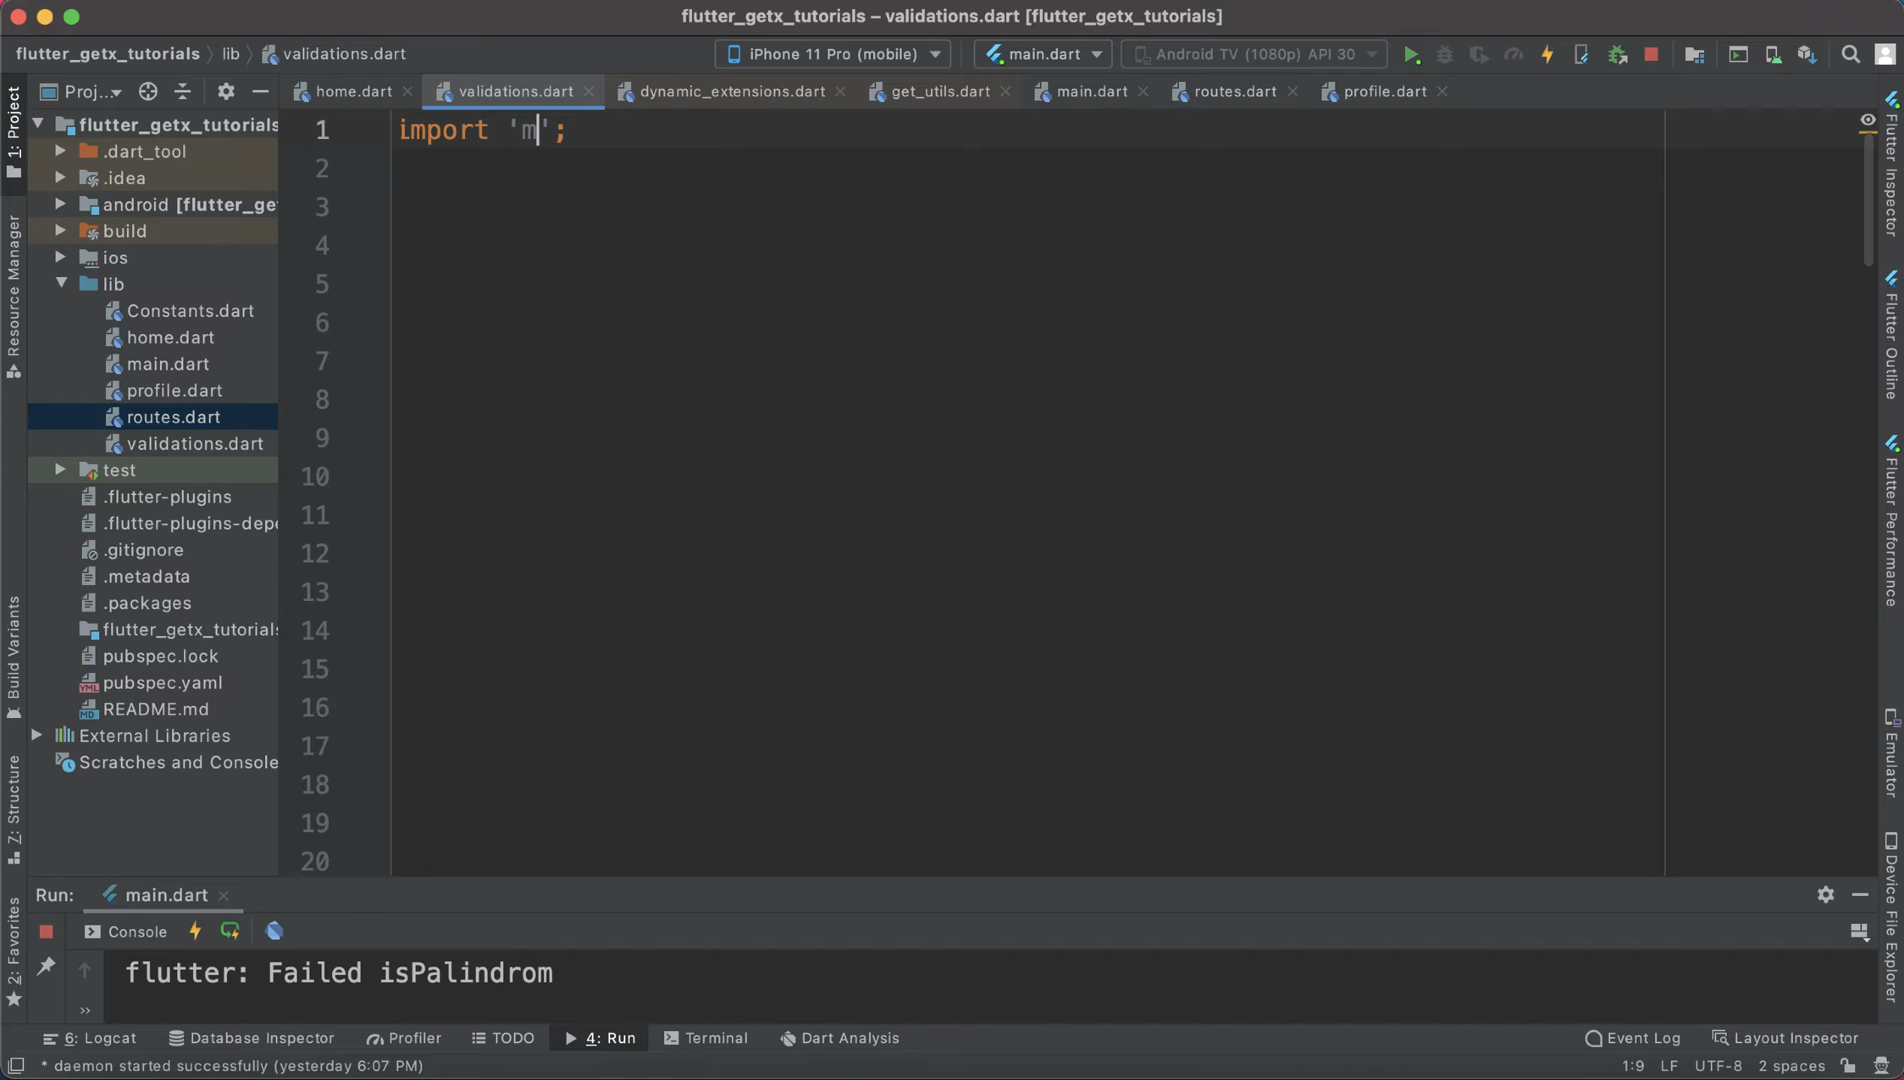 flutter_getx_tutorials – validations.dart [flutter_getx_tutorials]
flutter_getx_tutorials lib validations.dart iPhone 11 Pro (mobile) main.dart Android TV (1080p) API 30
Proj... home.dart validations.dart dynamic_extensions.dart get_utils.dart main.dart routes.dart profile.dart
flutter_getx_tutorials
.dart_tool
.idea
android [flutter_ge
build
ios
lib
Constants.dart
home.dart
main.dart
profile.dart
routes.dart
validations.dart
test
.flutter-plugins
.flutter-plugins-depe
.gitignore
.metadata
.packages
flutter_getx_tutorials
pubspec.lock
pubspec.yaml
README.md
External Libraries
Scratches and Console
1 import 'm';
2
3
4
5
6
7
8
9
10
11
12
13
14
15
16
17
18
19
20
1: Project
Resource Manager
Build Variants
Z: Structure
2: Favorites
Flutter Inspector
Flutter Outline
Flutter Performance
Emulator
Device File Explorer
Run: main.dart
Console
flutter: Failed isPalindrom
6: Logcat Database Inspector Profiler TODO 4: Run Terminal Dart Analysis Event Log Layout Inspector
* daemon started successfully (yesterday 6:07 PM) 1:9 LF UTF-8 2 spaces